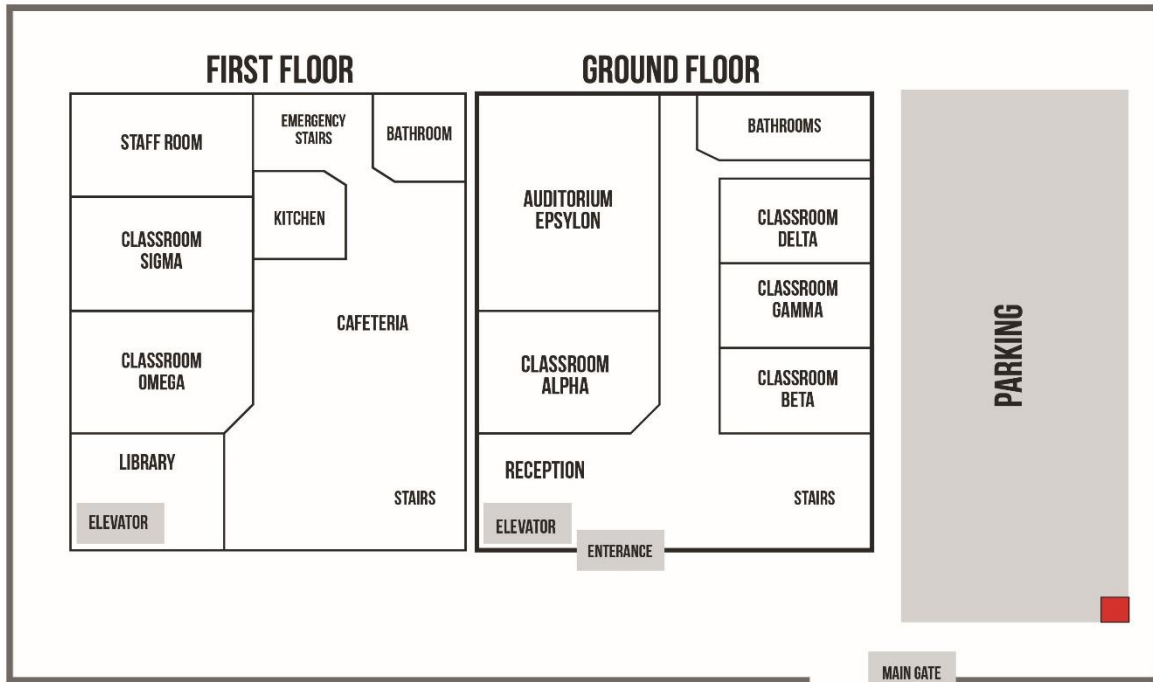 FIRST FLOOR
GROUND FLOOR
STAFF ROOM
EMERGENCY
STAIRS
BATHROOM
KITCHEN
CLASSROOM
SIGMA
CAFETERIA
CLASSROOM
OMEGA
LIBRARY
ELEVATOR
STAIRS
BATHROOMS
AUDITORIUM
EPSYLON
CLASSROOM
DELTA
CLASSROOM
GAMMA
CLASSROOM
ALPHA
CLASSROOM
BETA
RECEPTION
ELEVATOR
STAIRS
ENTERANCE
PARKING
MAIN GATE